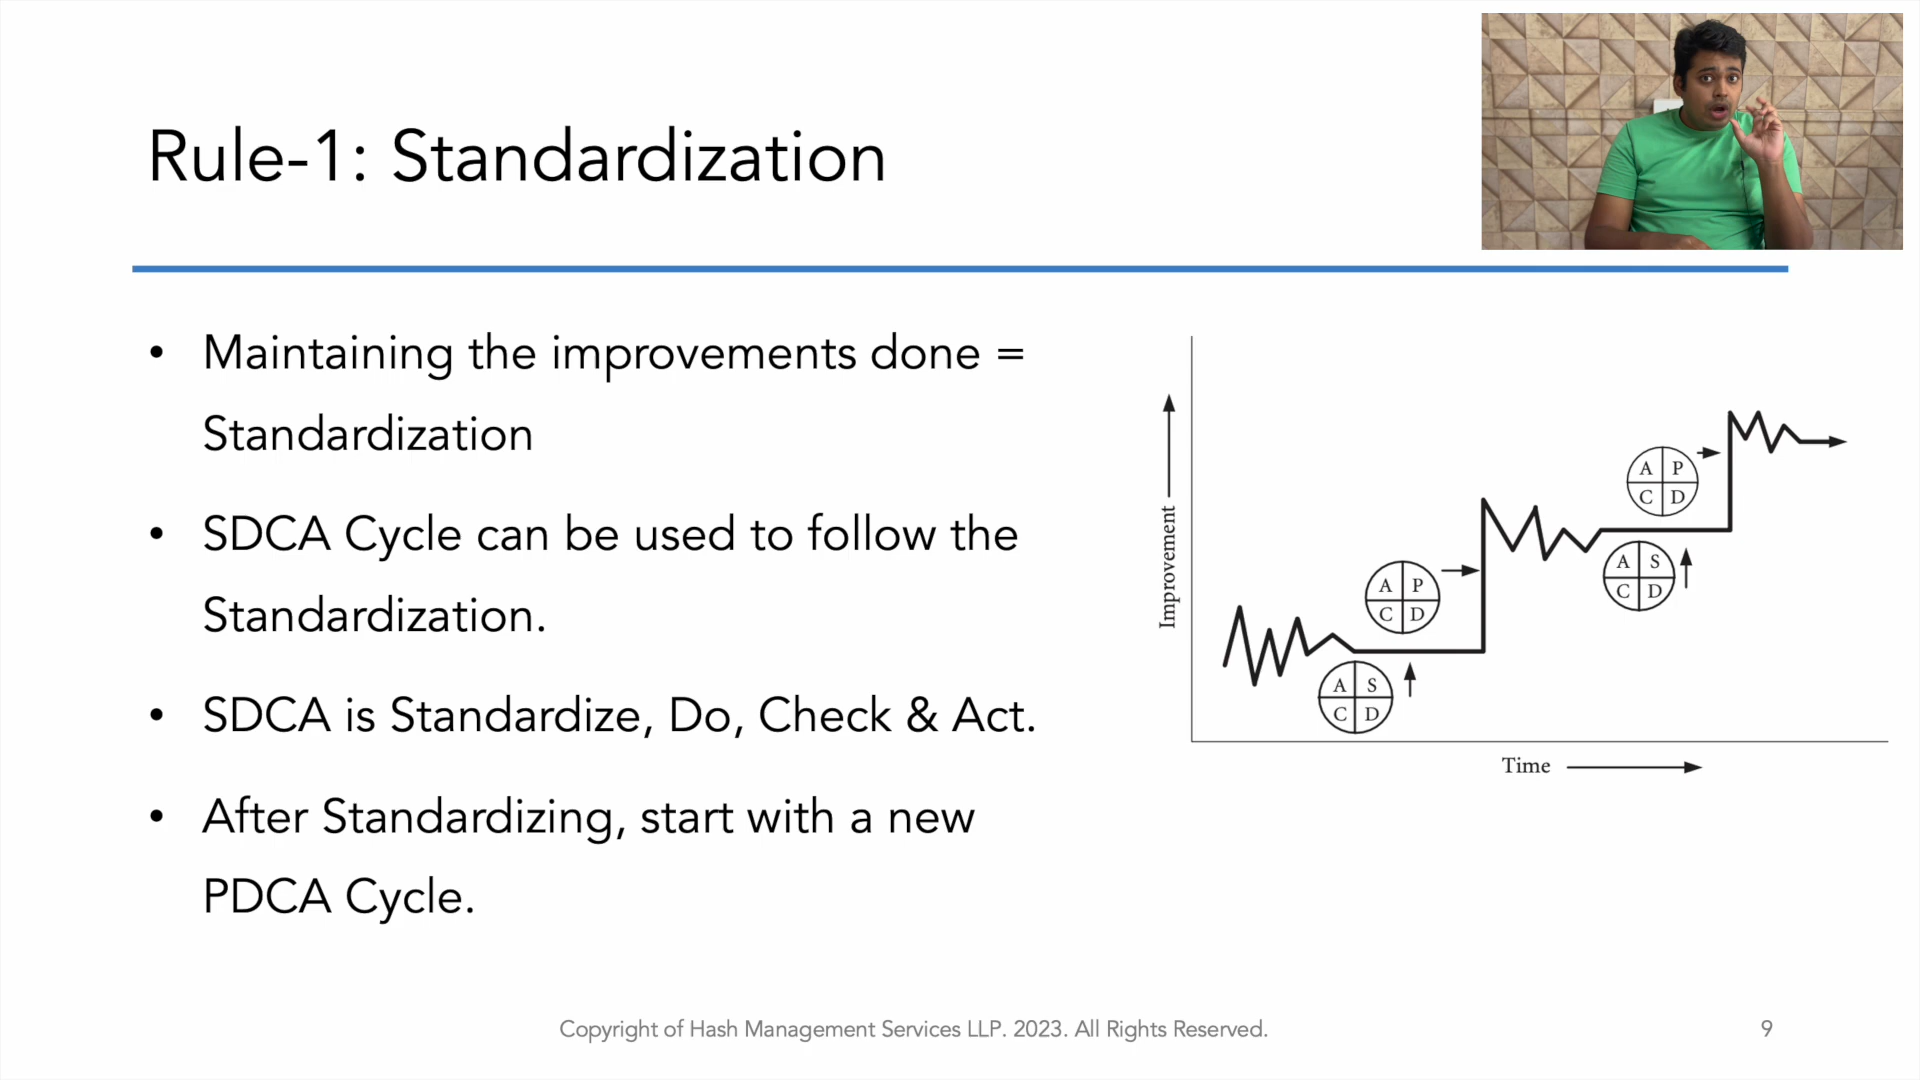 Rule-1: Standardization
• Maintaining the improvements done =
Standardization
• SDCA Cycle can be used to follow the
Standardization.
• SDCA is Standardize, Do, Check & Act.
• After Standardizing, start with a new
PDCA Cycle.
Improvement
A P
C D
A S
C D
A P
C D
A S
C D
Time
Copyright of Hash Management Services LLP. 2023. All Rights Reserved.
9